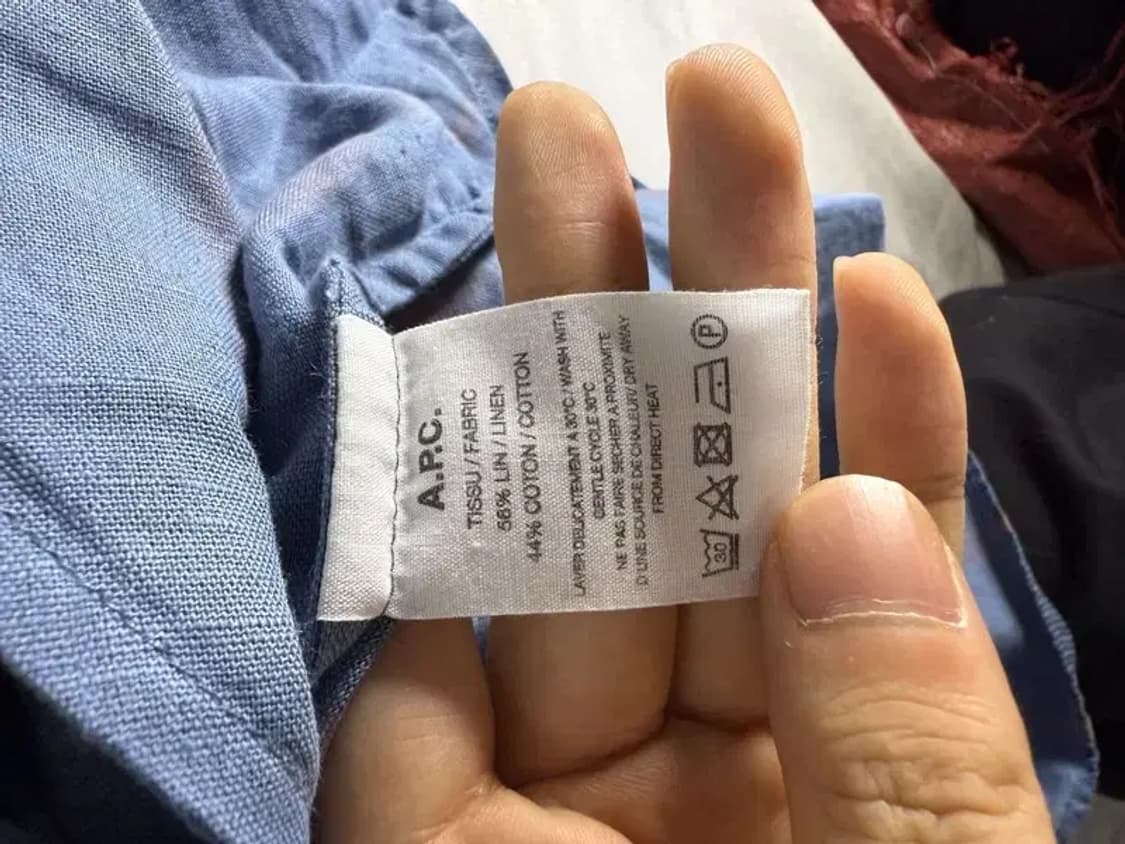 A.P.C.
TISSU / FABRIC
56% LIN / LINEN
44% COTON / COTTON
LAVER DELICATEMENT A 30°C / WASH WITH
GENTLE CYCLE 30°C
NE PAS FAIRE SECHER A PROXIMITE
D'UNE SOURCE DE CHALEUR/ DRY AWAY
FROM DIRECT HEAT
30 P